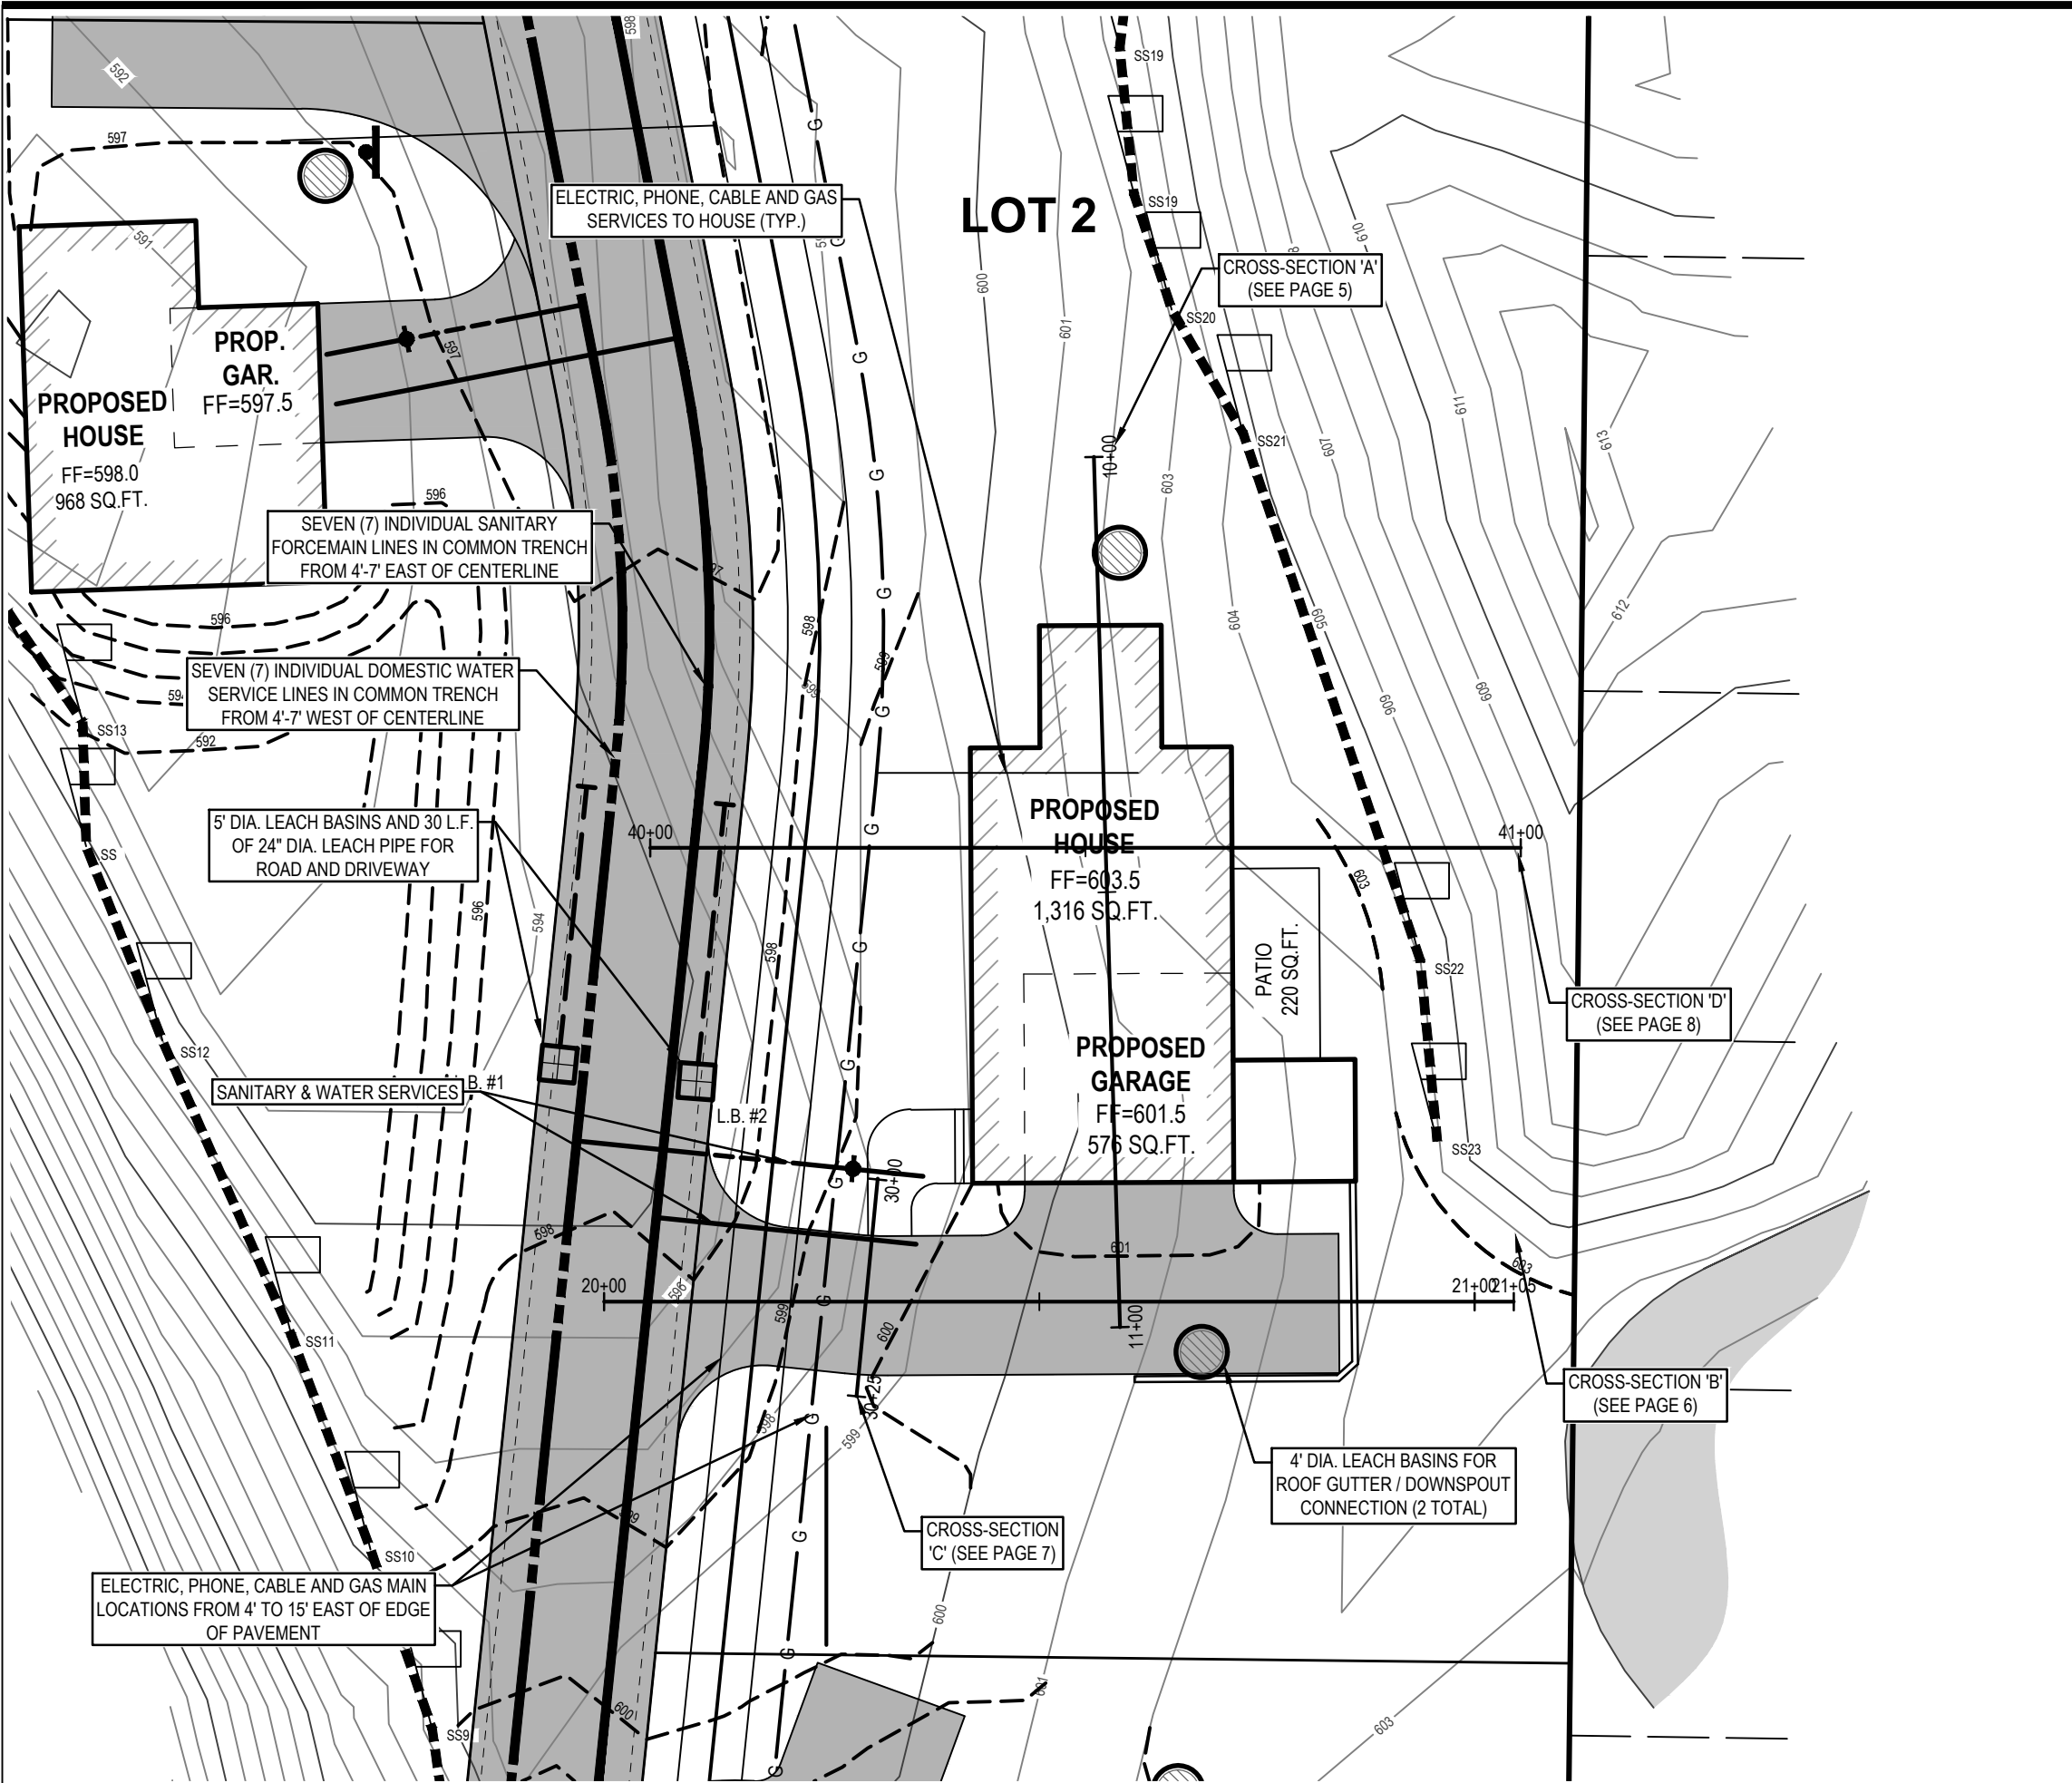 598
592
SS19
597
ELECTRIC, PHONE, CABLE AND GAS
SERVICES TO HOUSE (TYP.)
G
LOT 2
SS19
591
G
610
CROSS-SECTION 'A'
(SEE PAGE 5)
600
601
SS20
PROP.
GAR.
FF=597.5
597
G
PROPOSED
HOUSE
FF=598.0
968 SQ.FT.
611
613
SS21
607
10+00
G
603
596
SEVEN (7) INDIVIDUAL SANITARY
FORCEMAIN LINES IN COMMON TRENCH
FROM 4'-7' EAST OF CENTERLINE
G
596
598
604
605
612
G
599
599
SEVEN (7) INDIVIDUAL DOMESTIC WATER
SERVICE LINES IN COMMON TRENCH
FROM 4'-7' WEST OF CENTERLINE
609
606
G
SS13
592
5' DIA. LEACH BASINS AND 30 L.F.
OF 24" DIA. LEACH PIPE FOR
ROAD AND DRIVEWAY
PROPOSED
HOUSE
FF=603.5
1,316 SQ.FT.
40+00
G
41+00
SS
603
596
594
598
G
PATIO
220 SQ.FT.
SS22
CROSS-SECTION 'D'
(SEE PAGE 8)
SS12
G
PROPOSED
GARAGE
FF=601.5
576 SQ.FT.
SANITARY & WATER SERVICES
B. #1
L.B. #2
SS23
G
30+00
598
601
603
20+00
596
599
G
21+00
21+05
SS11
600
11+00
CROSS-SECTION 'B'
(SEE PAGE 6)
30+25
G
598
599
4' DIA. LEACH BASINS FOR
ROOF GUTTER / DOWNSPOUT
CONNECTION (2 TOTAL)
599
G
CROSS-SECTION
'C' (SEE PAGE 7)
SS10
ELECTRIC, PHONE, CABLE AND GAS MAIN
LOCATIONS FROM 4' TO 15' EAST OF EDGE
OF PAVEMENT
600
G
601
600
603
SS9
G